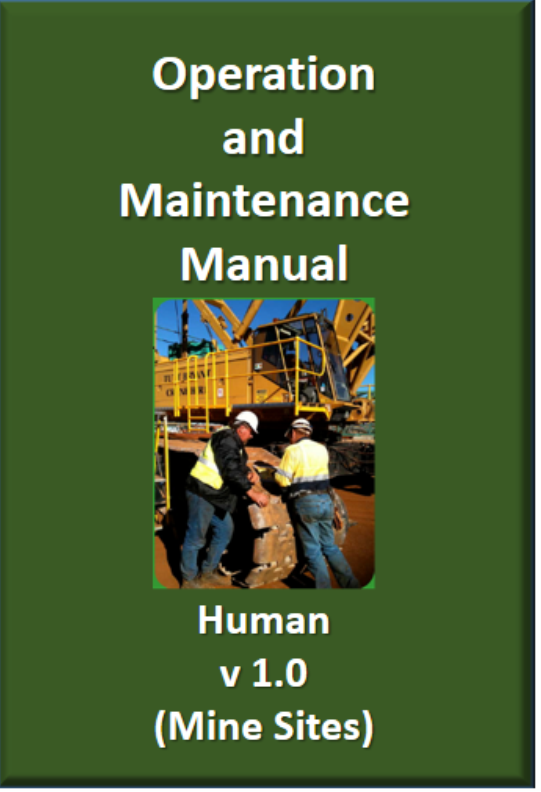 Operation
and
Maintenance
Manual
Human
v 1.0
(Mine Sites)